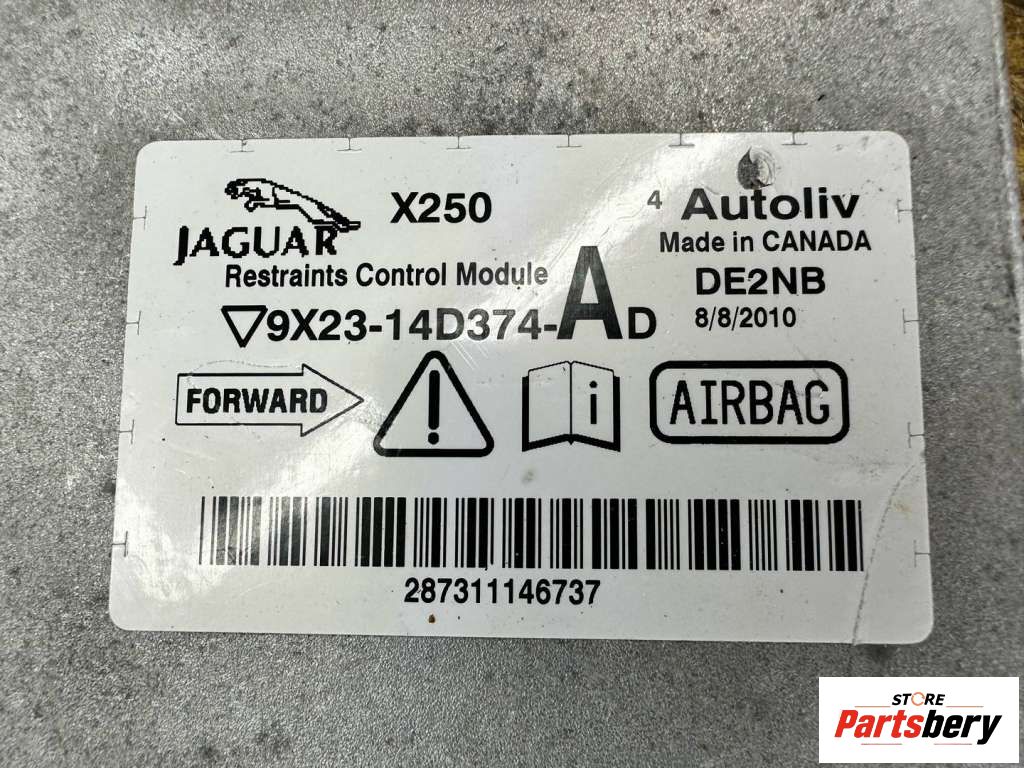 JAGUAR
X250
4 Autoliv
Made in CANADA
Restraints Control Module
DE2NB
▽9X23-14D374-AD
8/8/2010
FORWARD
i
AIRBAG
287311146737
STORE
Partsbery